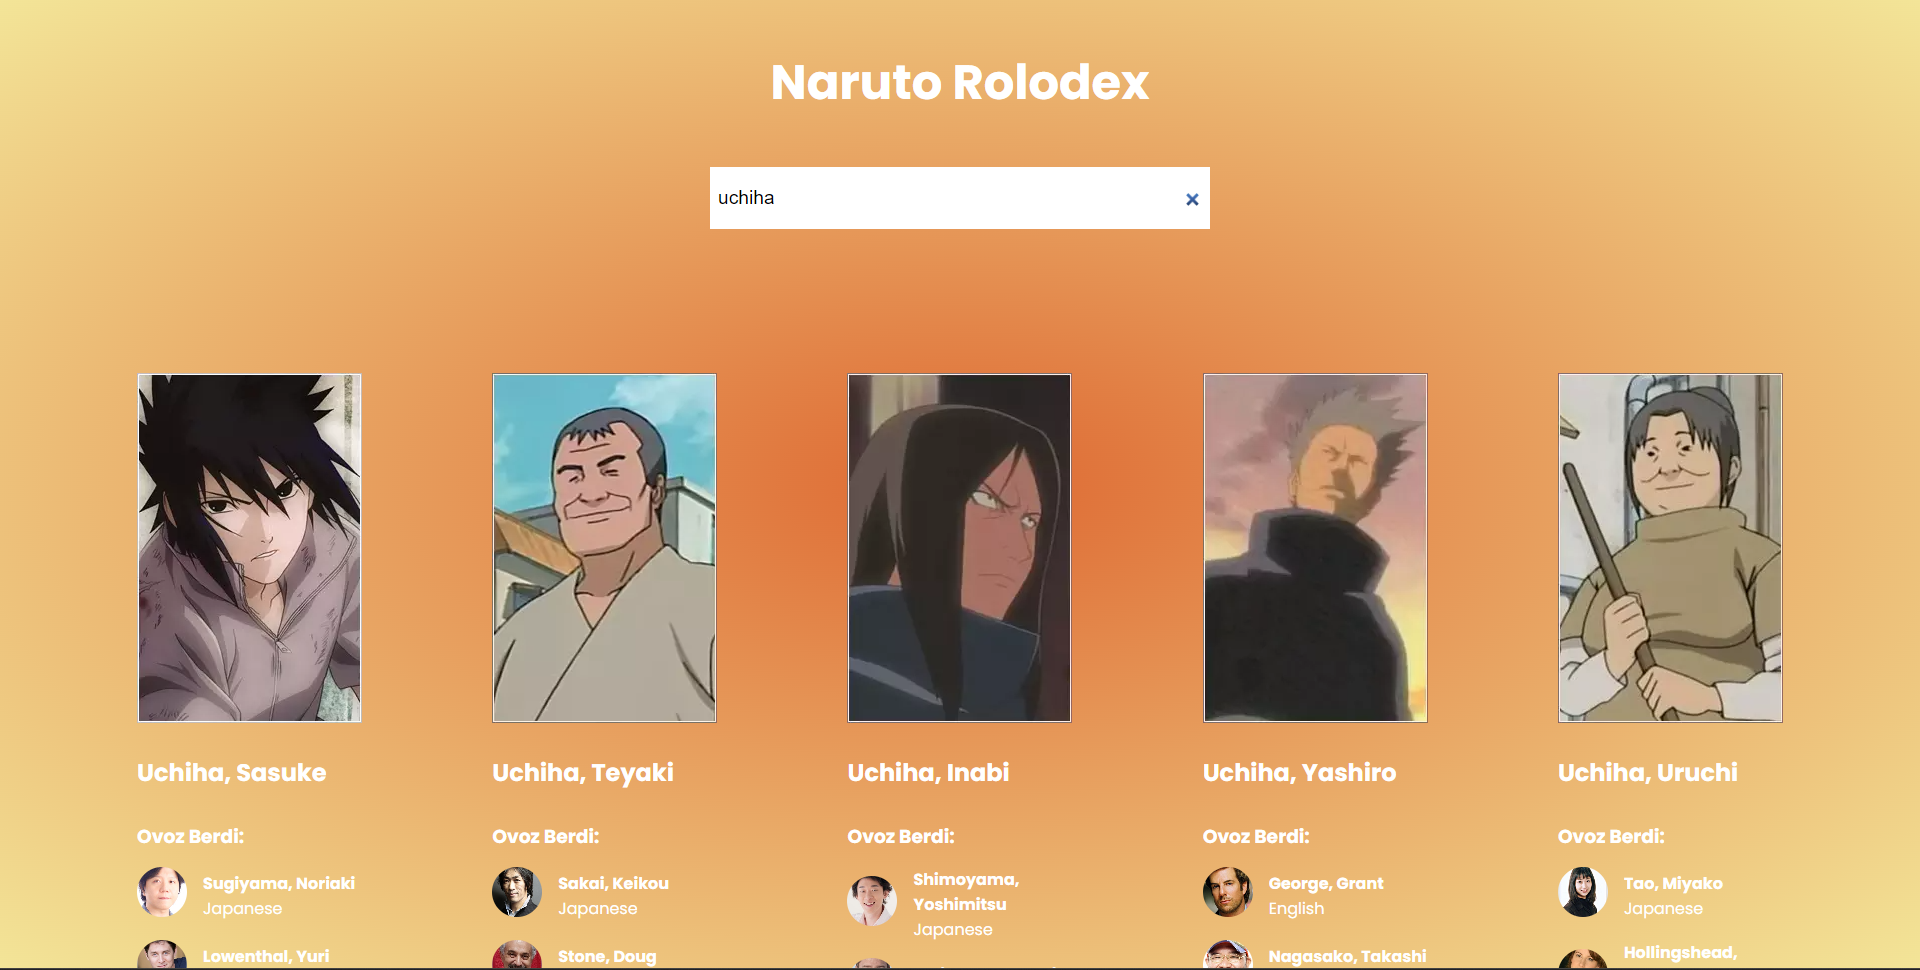 Naruto Rolodex
uchiha
Uchiha, Sasuke
Ovoz Berdi:
Sugiyama, Noriaki
Japanese
Lowenthal, Yuri
Uchiha, Teyaki
Ovoz Berdi:
Sakai, Keikou
Japanese
Stone, Doug
Uchiha, Inabi
Ovoz Berdi:
Shimoyama,
Yoshimitsu
Japanese
Uchiha, Yashiro
Ovoz Berdi:
George, Grant
English
Nagasako, Takashi
Uchiha, Uruchi
Ovoz Berdi:
Tao, Miyako
Japanese
Hollingshead,